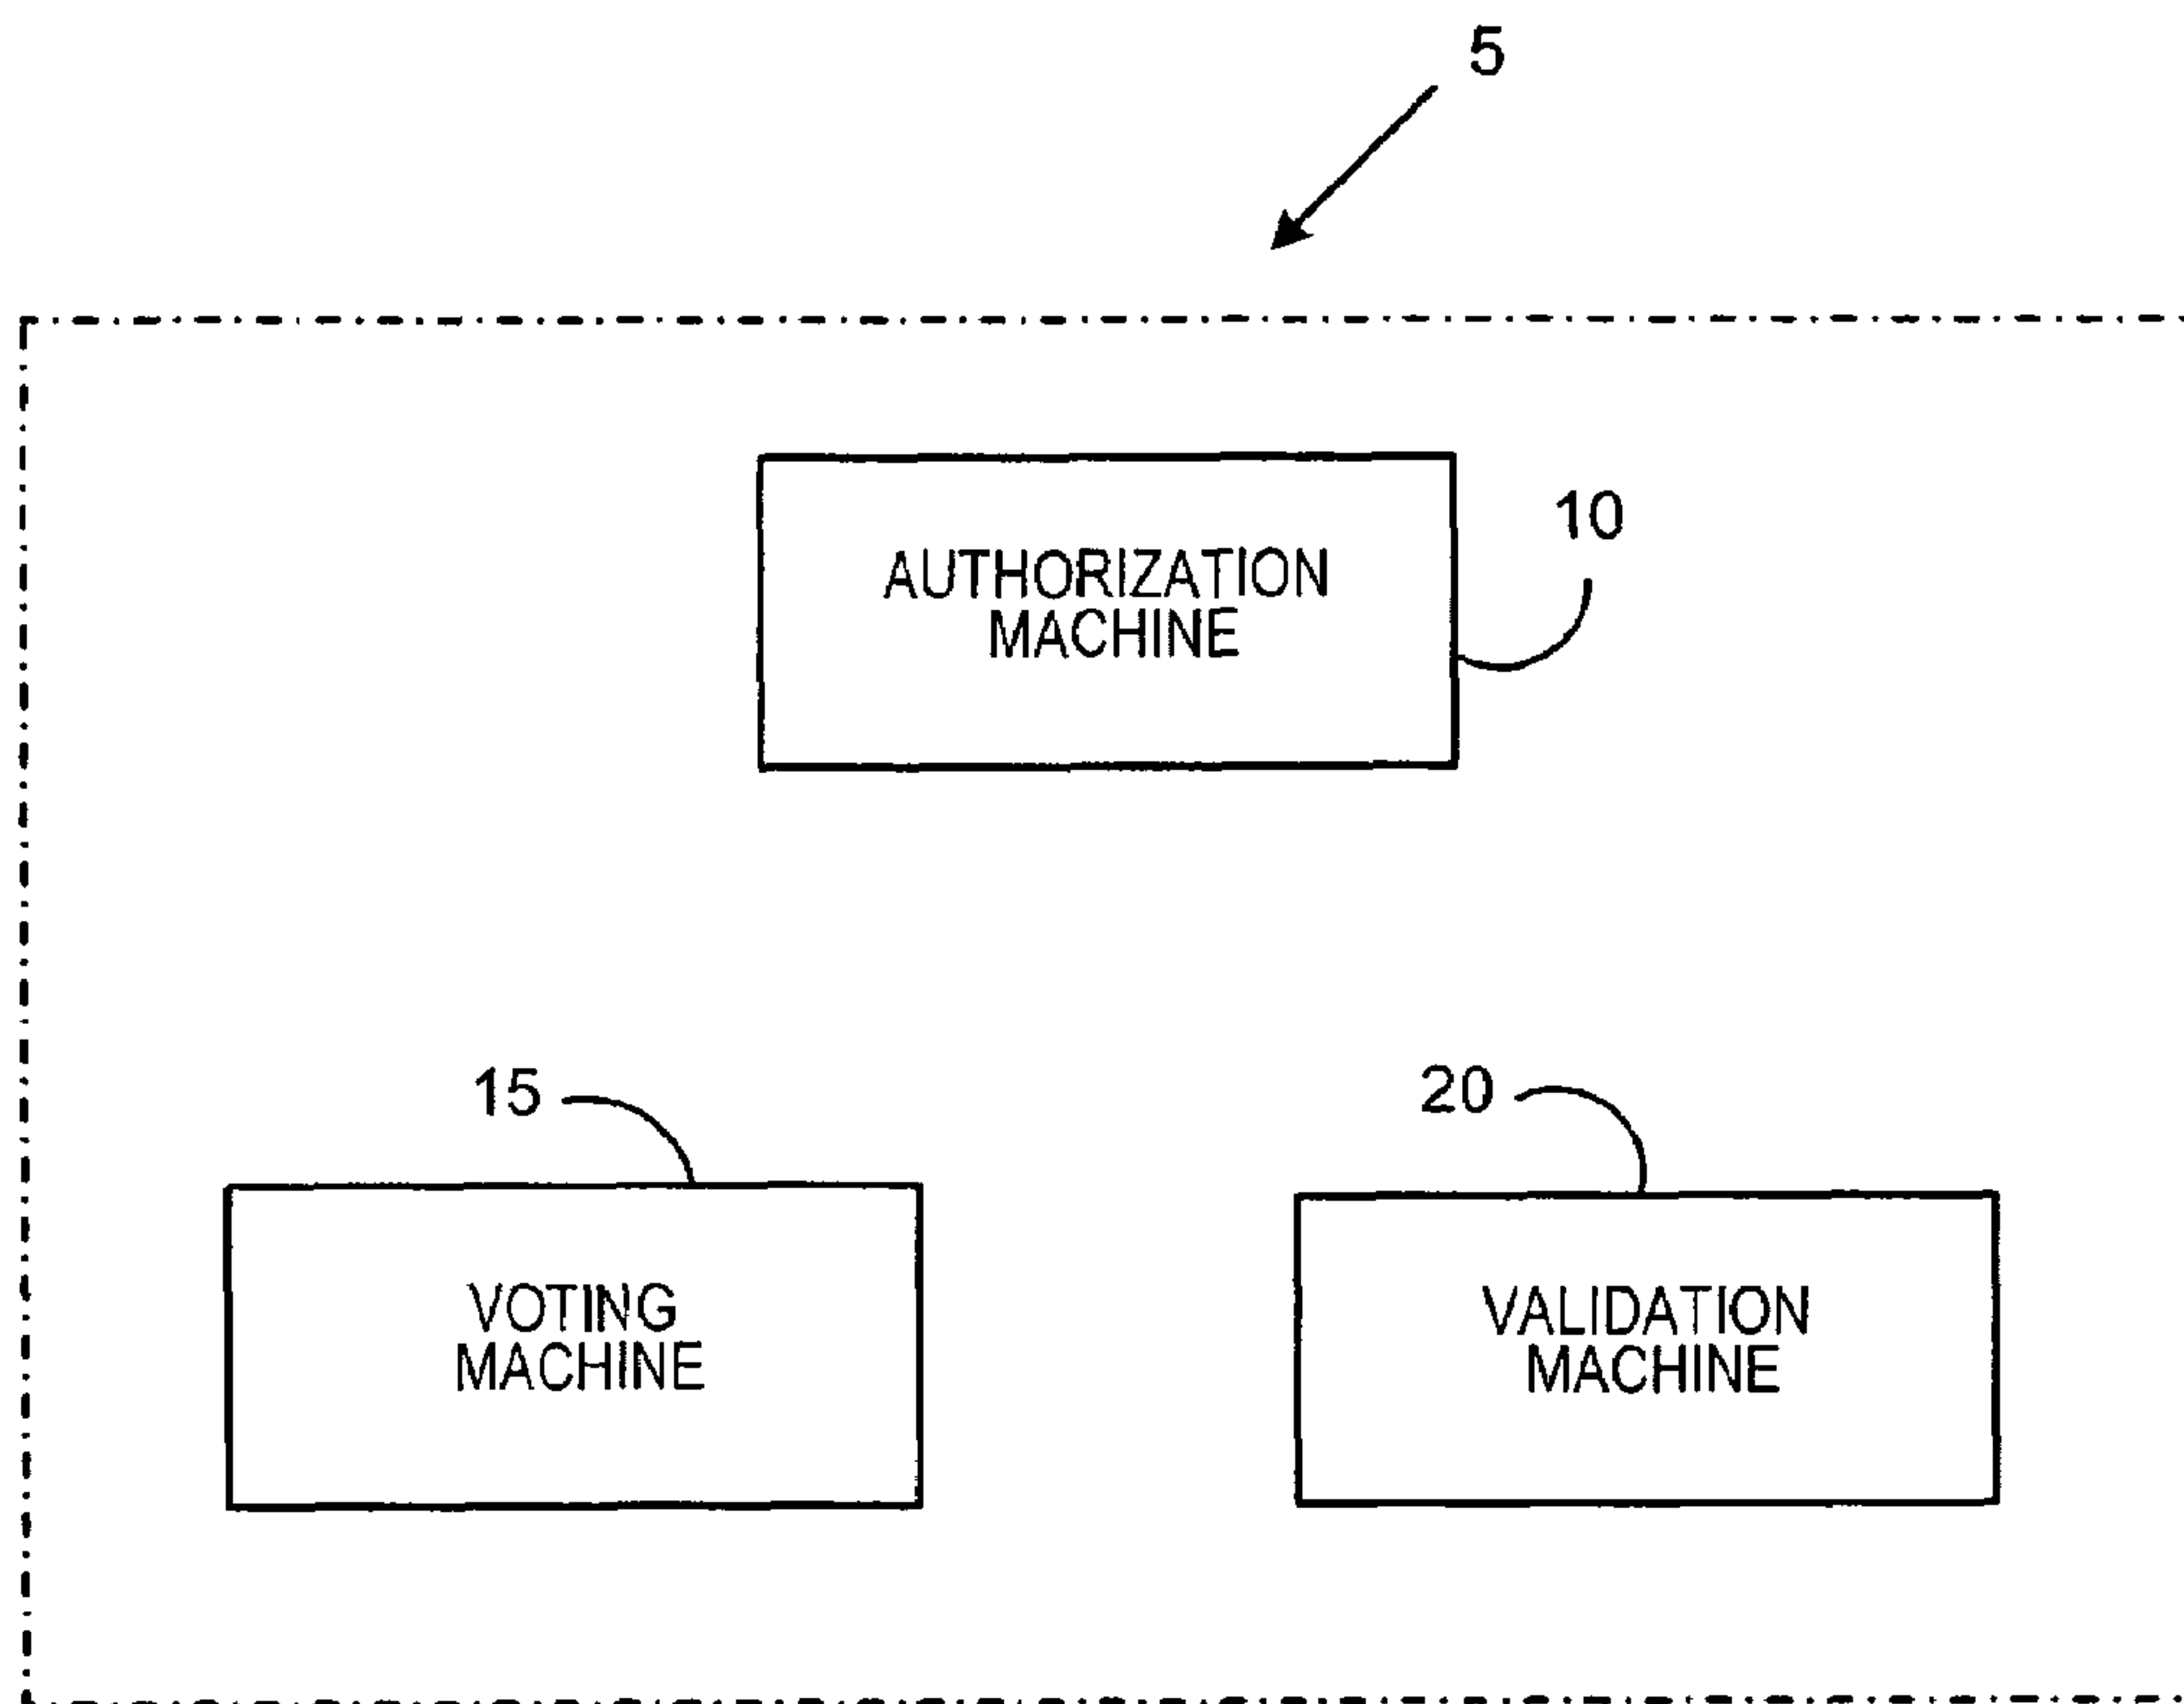 5
10
AUTHORIZATION
MACHINE
15
20
VOTING
MACHINE
VALIDATION
MACHINE